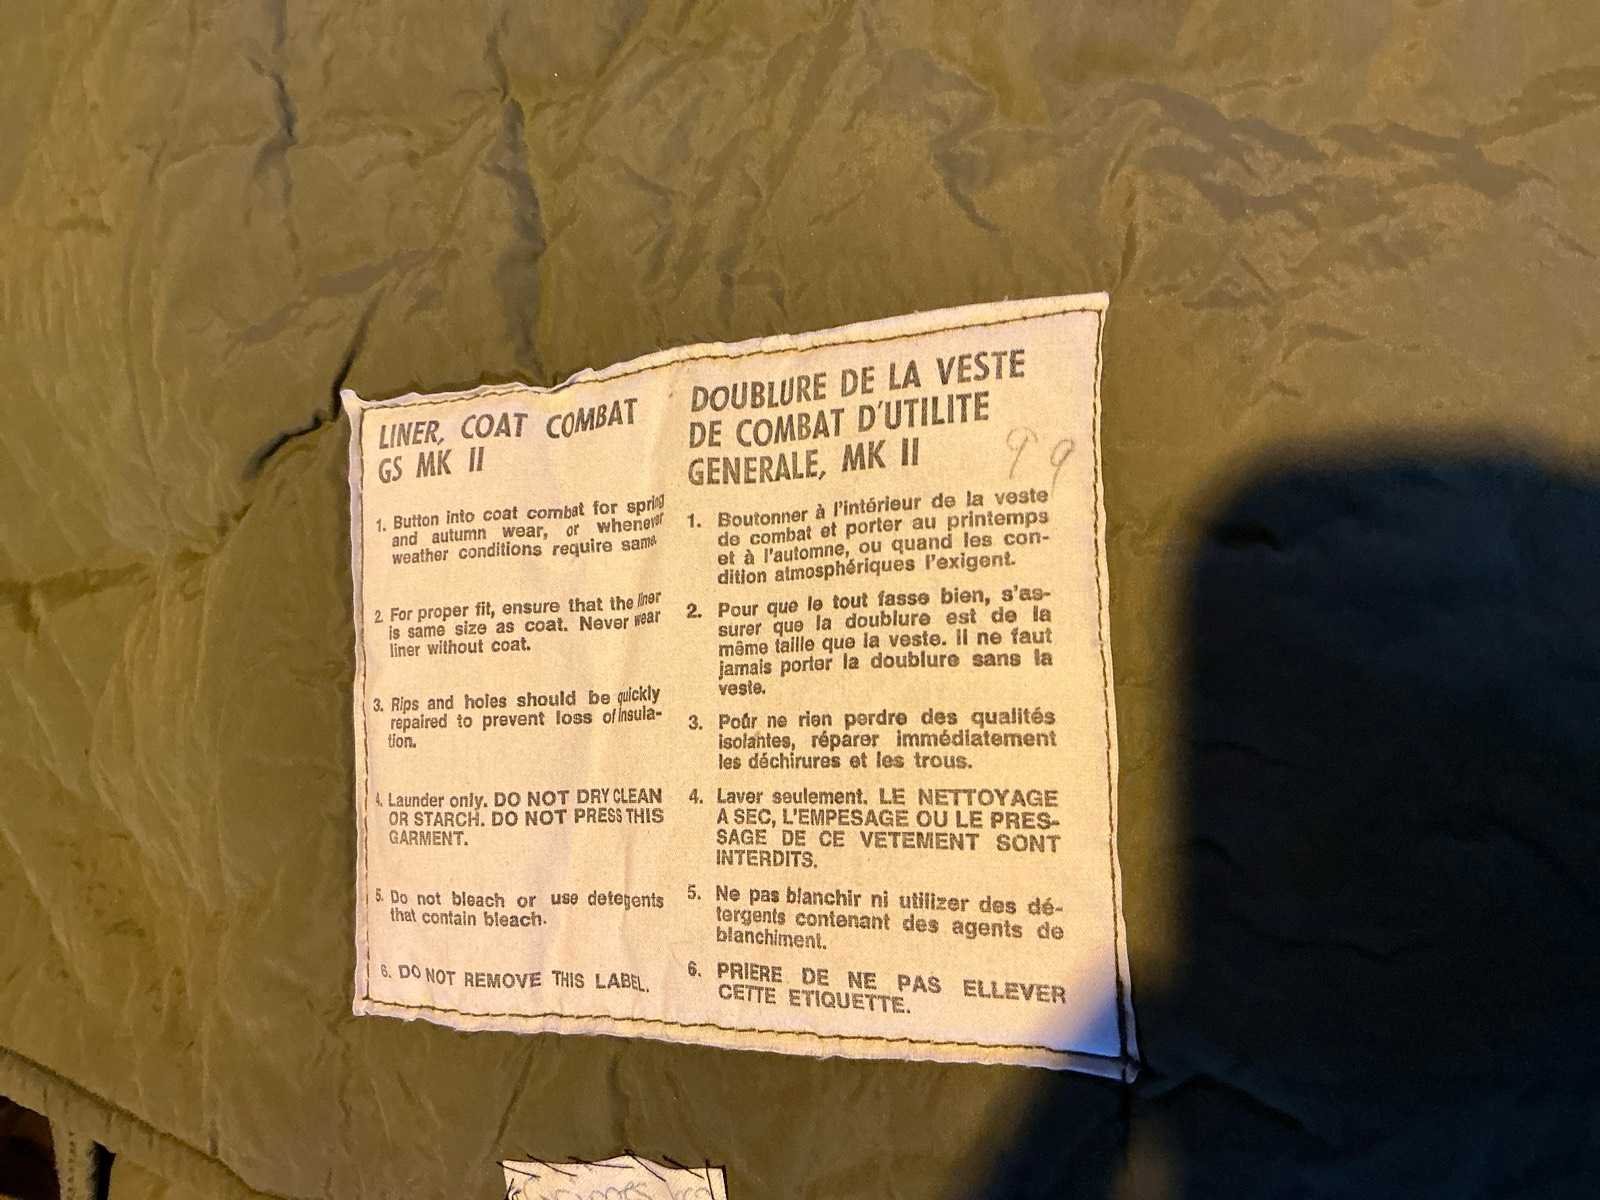 LINER, COAT COMBAT
GS MK II
1. Button into coat combat for spring
and autumn wear, or whenever
weather conditions require same.
2. For proper fit, ensure that the liner
is same size as coat. Never wear
liner without coat.
3. Rips and holes should be quickly
repaired to prevent loss of insula-
tion.
4. Launder only. DO NOT DRY CLEAN
OR STARCH. DO NOT PRESS THIS
GARMENT.
5. Do not bleach or use detegents
that contain bleach.
6. DO NOT REMOVE THIS LABEL.
DOUBLURE DE LA VESTE
DE COMBAT D'UTILITE
GENERALE, MK II
99
1. Boutonner à l'intérieur de la veste
de combat et porter au printemps
et à l'automne, ou quand les con-
dition atmosphériques l'exigent.
2. Pour que le tout fasse bien, s'as-
surer que la doublure est de la
même taille que la veste. Il ne faut
jamais porter la doublure sans la
veste.
3. Poûr ne rien perdre des qualités
isolantes, réparer immédiatement
les déchirures et les trous.
4. Laver seulement. LE NETTOYAGE
A SEC, L'EMPESAGE OU LE PRES-
SAGE DE CE VETEMENT SONT
INTERDITS.
5. Ne pas blanchir ni utilizer des dé-
tergents contenant des agents de
blanchiment.
6. PRIERE DE NE PAS ELLEVER
CETTE ETIQUETTE.